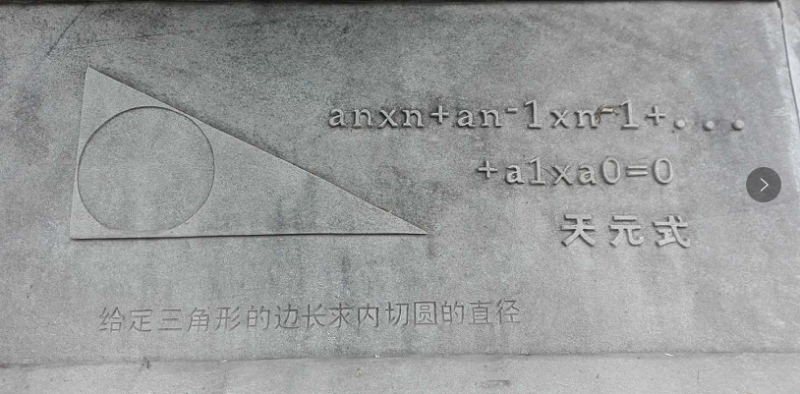 anxn+an-1xn-1+...
+a1xa0=0
天元式
给定三角形的边长求内切圆的直径